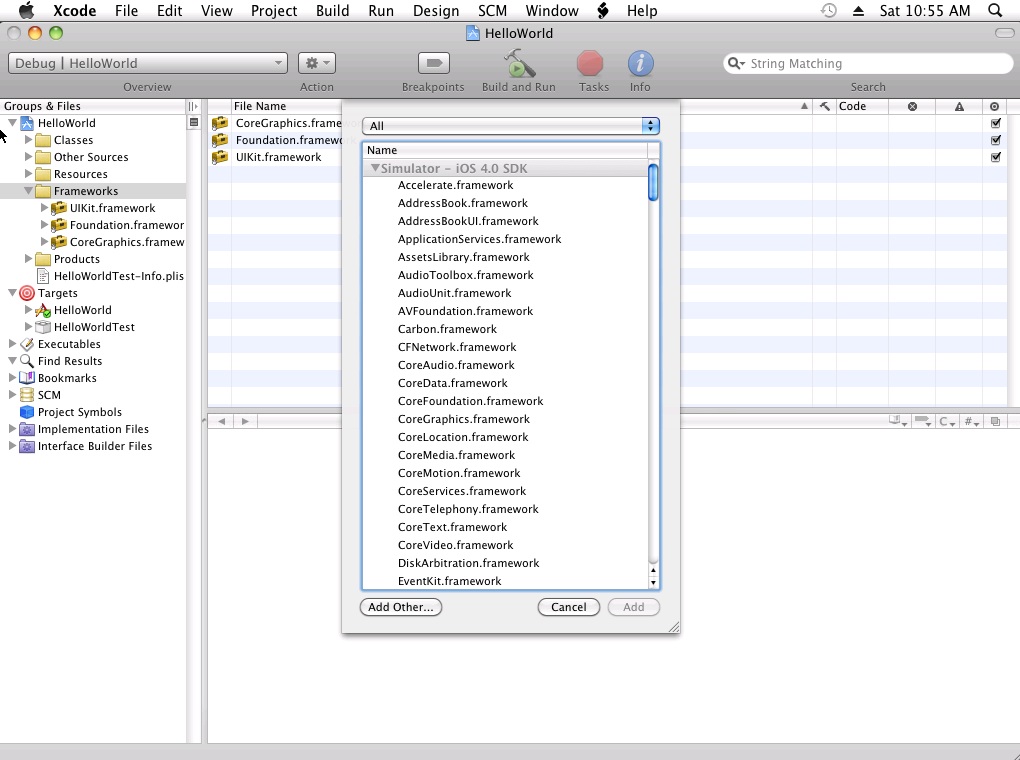 Xcode File Edit View Project Build Run Design SCM Window Help Sat 10:55 AM
HelloWorld
Debug | HelloWorld
String Matching
Overview Action Breakpoints Build and Run Tasks Info Search
Groups & Files
HelloWorld
Classes
Other Sources
Resources
Frameworks
UIKit.framework
Foundation.framewor
CoreGraphics.framew
Products
HelloWorldTest-Info.plis
Targets
HelloWorld
HelloWorldTest
Executables
Find Results
Bookmarks
SCM
Project Symbols
Implementation Files
Interface Builder Files
File Name Code
CoreGraphics.frame
Foundation.framewo
UIKit.framework
C #
All
Name
Simulator – iOS 4.0 SDK
Accelerate.framework
AddressBook.framework
AddressBookUI.framework
ApplicationServices.framework
AssetsLibrary.framework
AudioToolbox.framework
AudioUnit.framework
AVFoundation.framework
Carbon.framework
CFNetwork.framework
CoreAudio.framework
CoreData.framework
CoreFoundation.framework
CoreGraphics.framework
CoreLocation.framework
CoreMedia.framework
CoreMotion.framework
CoreServices.framework
CoreTelephony.framework
CoreText.framework
CoreVideo.framework
DiskArbitration.framework
EventKit.framework
Add Other... Cancel Add